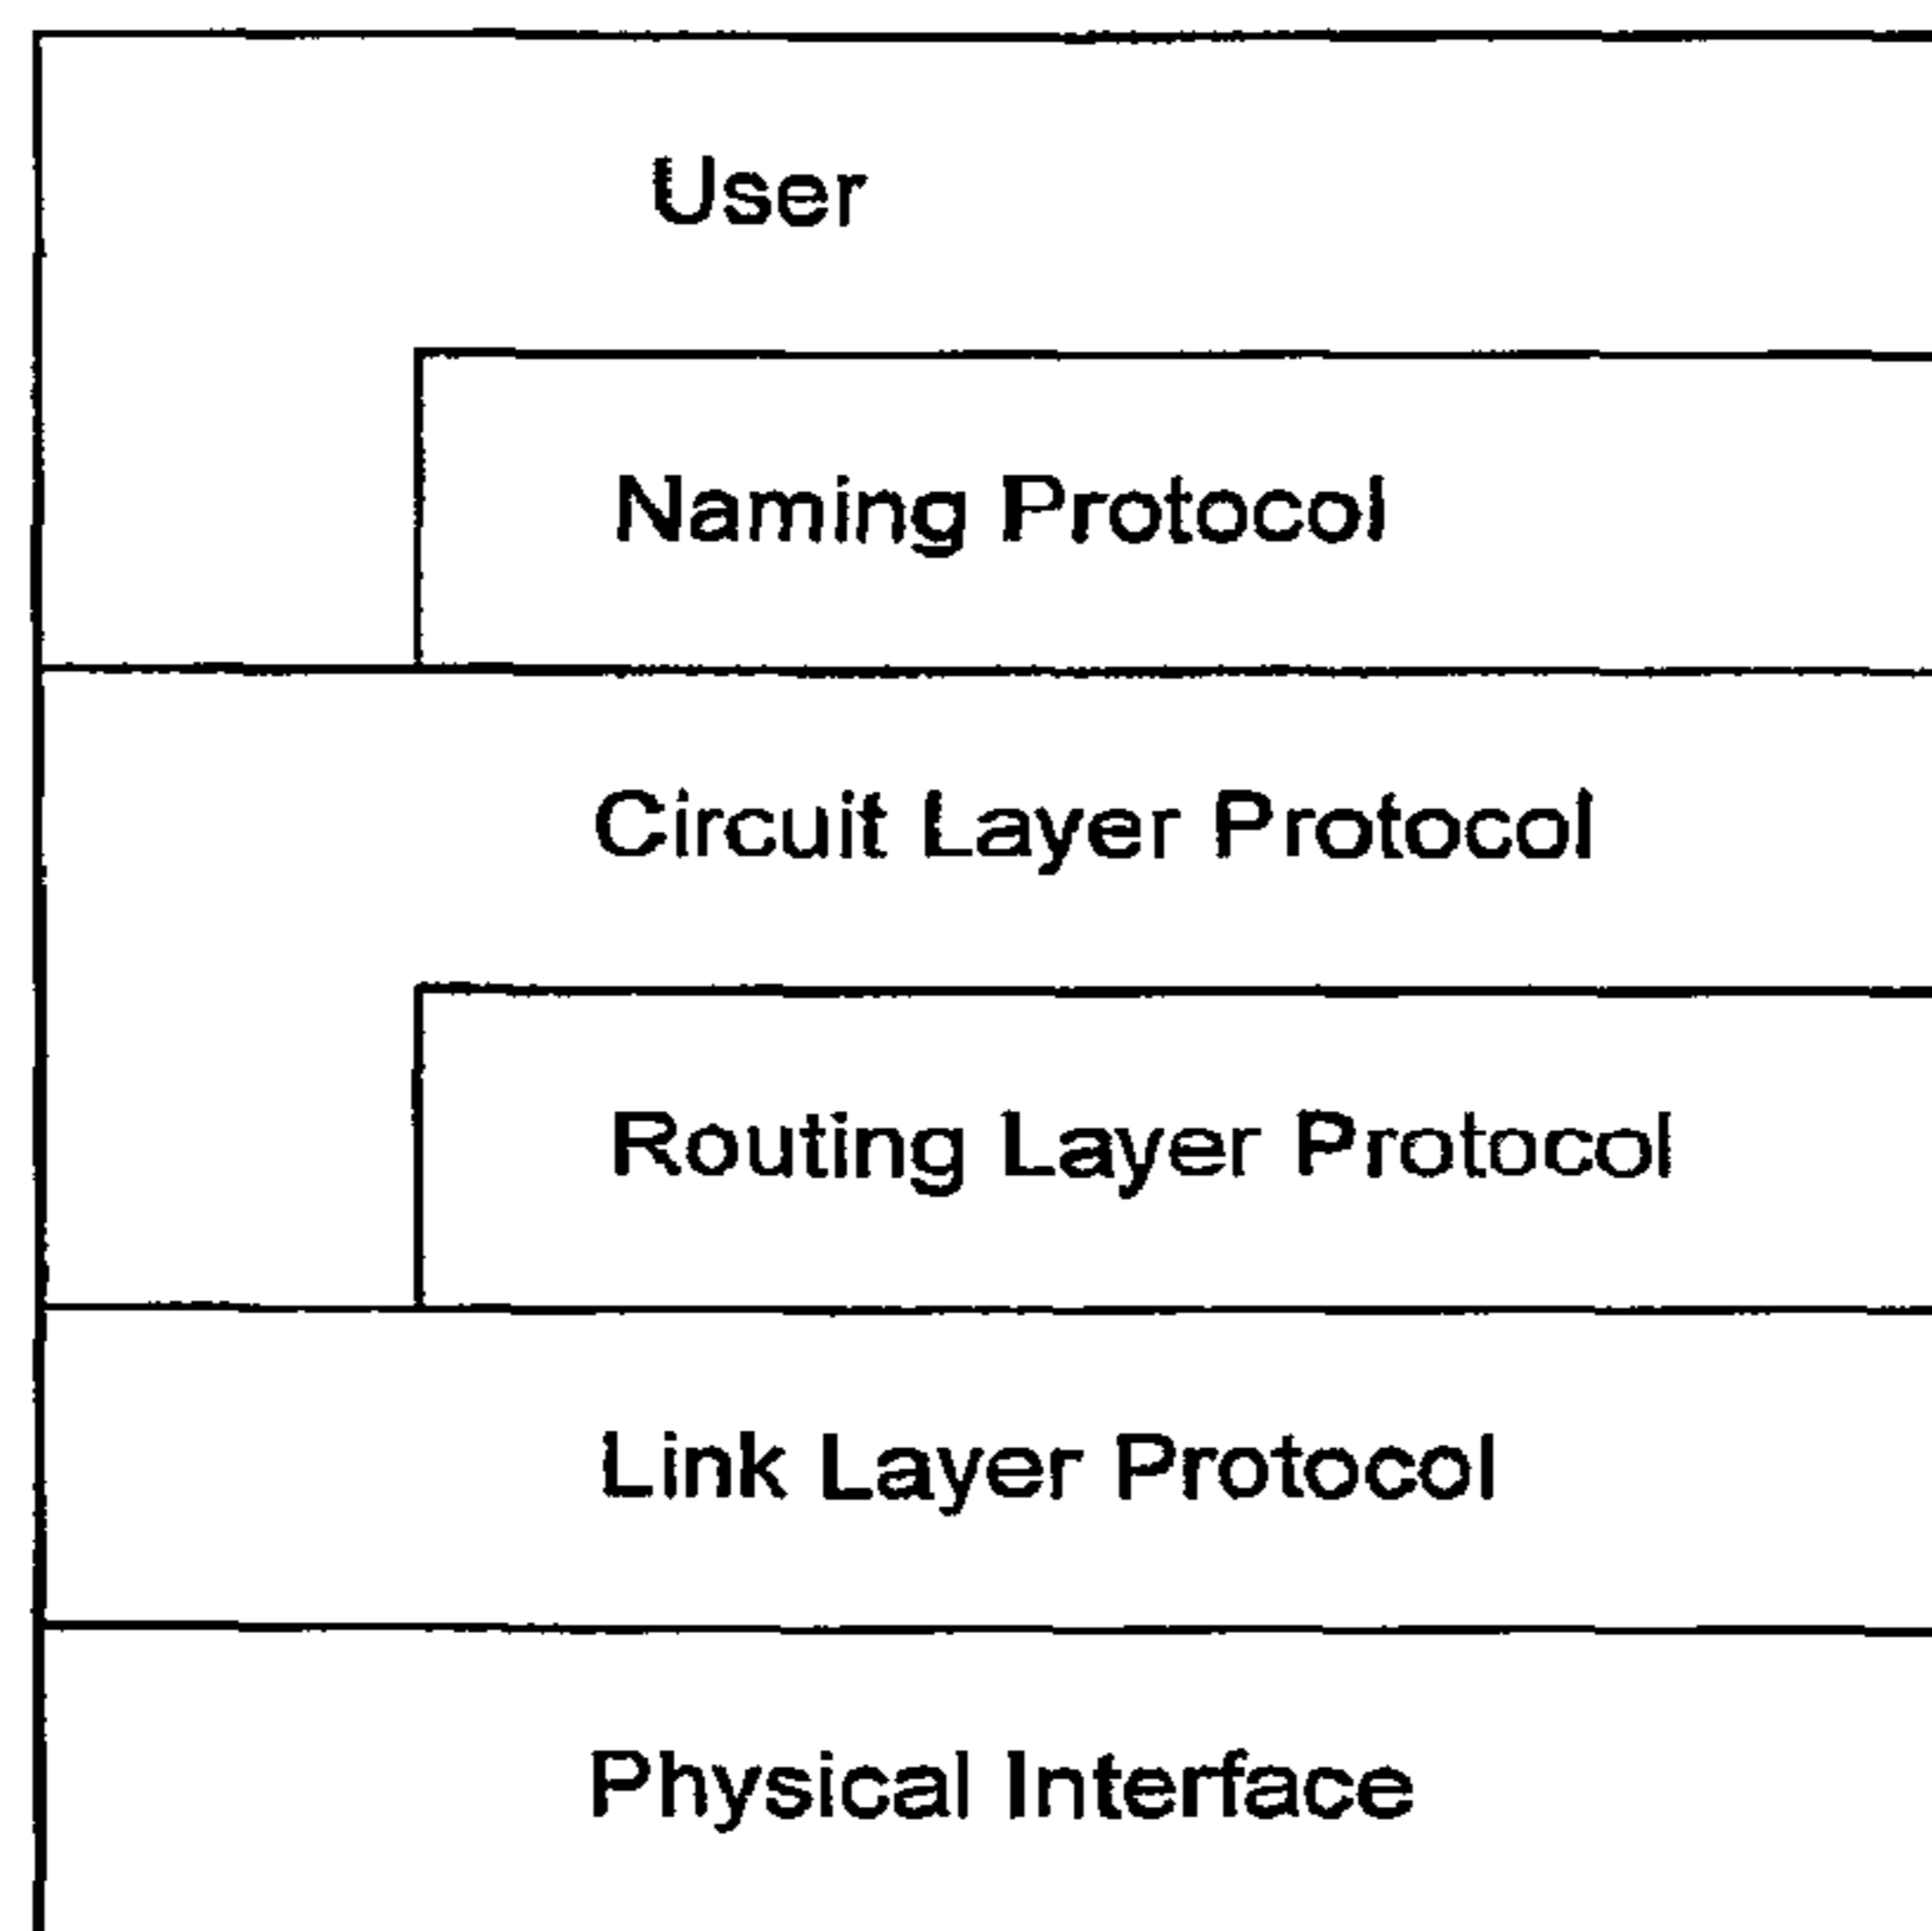 User
Naming Protocol
Circuit Layer Protocol
Routing Layer Protocol
Link Layer Protocol
Physical Interface